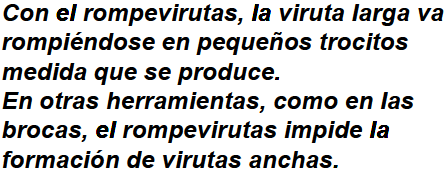 Con el rompevirutas, la viruta larga va
rompiéndose en pequeños trocitos
medida que se produce.
En otras herramientas, como en las
brocas, el rompevirutas impide la
formación de virutas anchas.